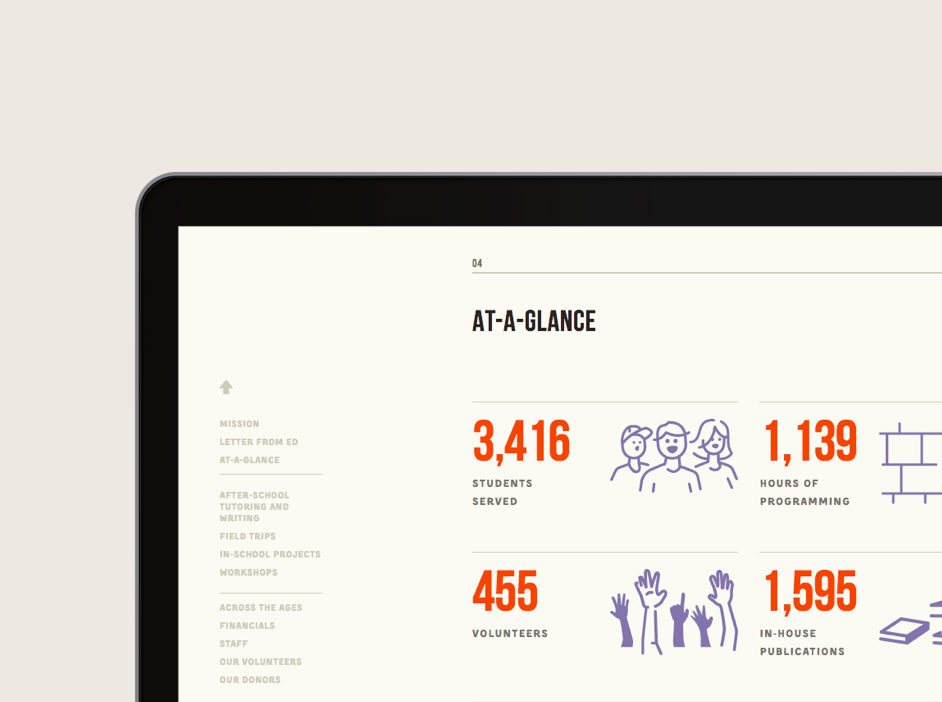 04
AT-A-GLANCE
MISSION
LETTER FROM ED
AT-A-GLANCE
AFTER-SCHOOL
TUTORING AND
WRITING
FIELD TRIPS
IN-SCHOOL PROJECTS
WORKSHOPS
ACROSS THE AGES
FINANCIALS
STAFF
OUR VOLUNTEERS
OUR DONORS
3,416
STUDENTS
SERVED
1,139
HOURS OF
PROGRAMMING
455
VOLUNTEERS
1,595
IN-HOUSE
PUBLICATIONS